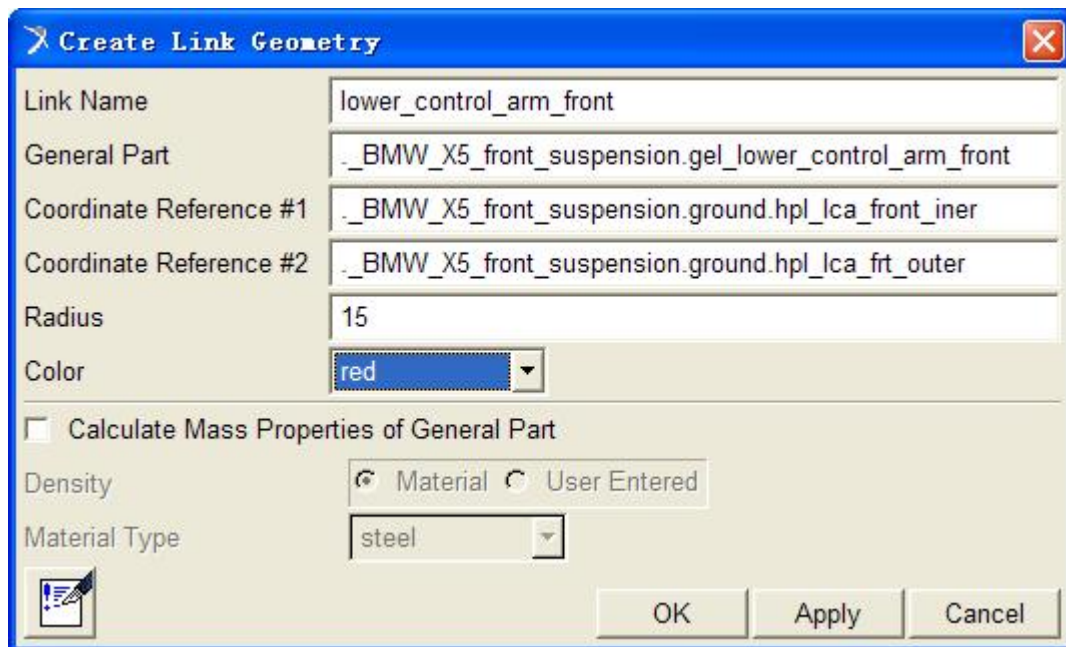 Create Link Geometry
Link Name lower_control_arm_front
General Part ._BMW_X5_front_suspension.gel_lower_control_arm_front
Coordinate Reference #1 ._BMW_X5_front_suspension.ground.hpl_lca_front_iner
Coordinate Reference #2 ._BMW_X5_front_suspension.ground.hpl_lca_frt_outer
Radius 15
Color red
Calculate Mass Properties of General Part
Density Material User Entered
Material Type steel
OK Apply Cancel